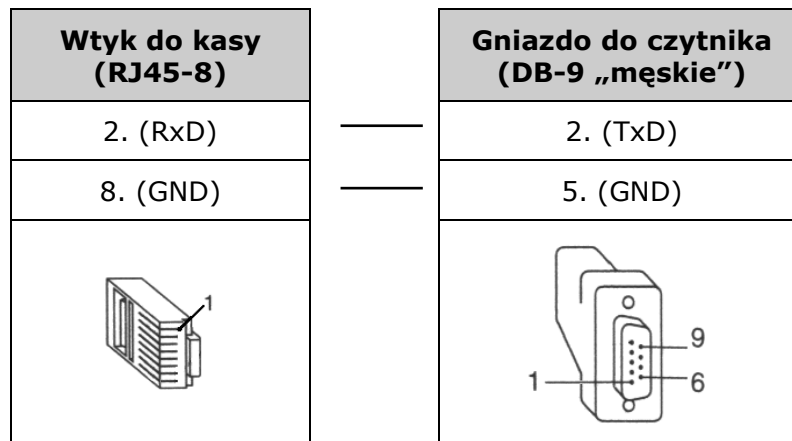 Wtyk do kasy
(RJ45-8)
Gniazdo do czytnika
(DB-9 „męskie”)
2. (RxD)
2. (TxD)
8. (GND)
5. (GND)
1
9
1
6